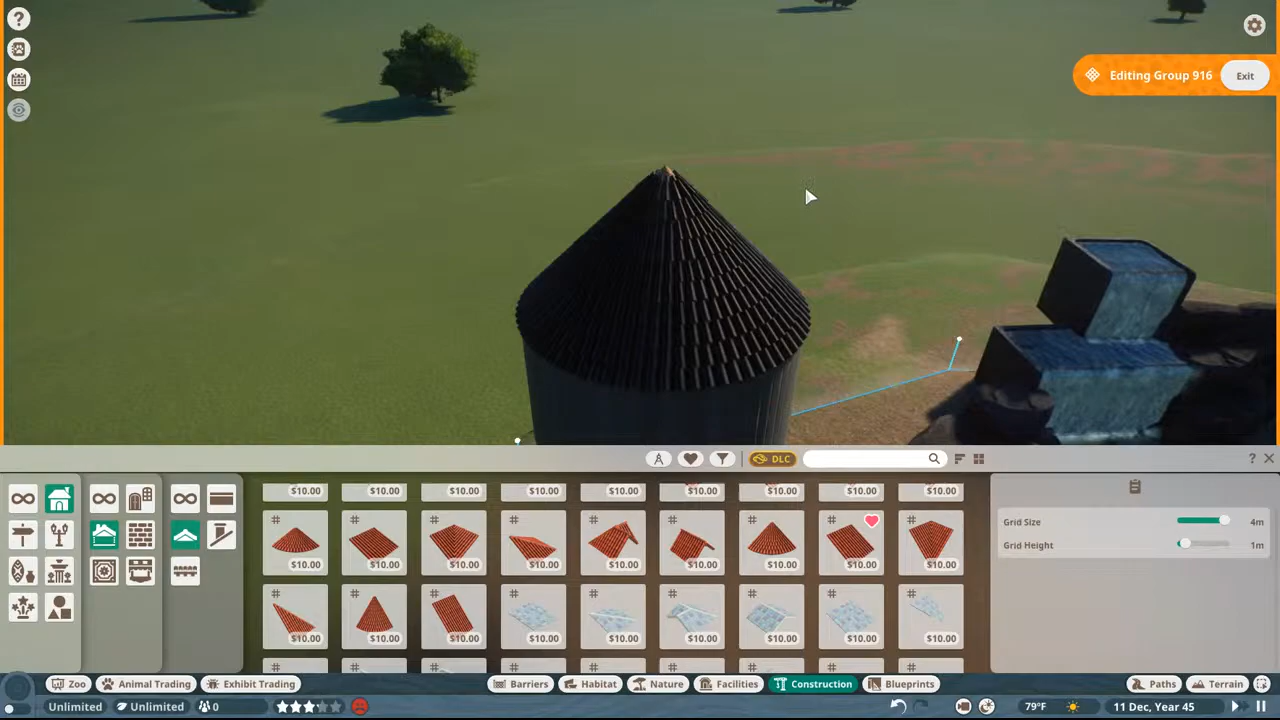 ?
Editing Group 916 Exit
DLC
? ×
$10.00 $10.00 $10.00 $10.00 $10.00 $10.00 $10.00 $10.00 $10.00
# # # # # # # # #
$10.00 $10.00 $10.00 $10.00 $10.00 $10.00 $10.00 $10.00 $10.00
# # # # # # # # #
$10.00 $10.00 $10.00 $10.00 $10.00 $10.00 $10.00 $10.00 $10.00
Grid Size 4m
Grid Height 1m
Zoo Animal Trading Exhibit Trading Barriers Habitat Nature Facilities Construction Blueprints Paths Terrain
Unlimited Unlimited 0 79°F 11 Dec, Year 45